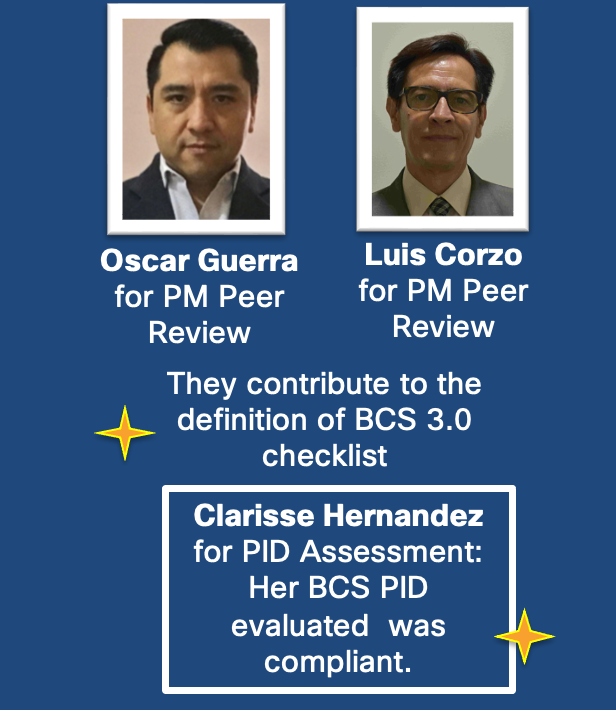 Oscar Guerra
for PM Peer
Review
Luis Corzo
for PM Peer
Review
They contribute to the
definition of BCS 3.0
checklist
Clarisse Hernandez
for PID Assessment:
Her BCS PID
evaluated  was
compliant.